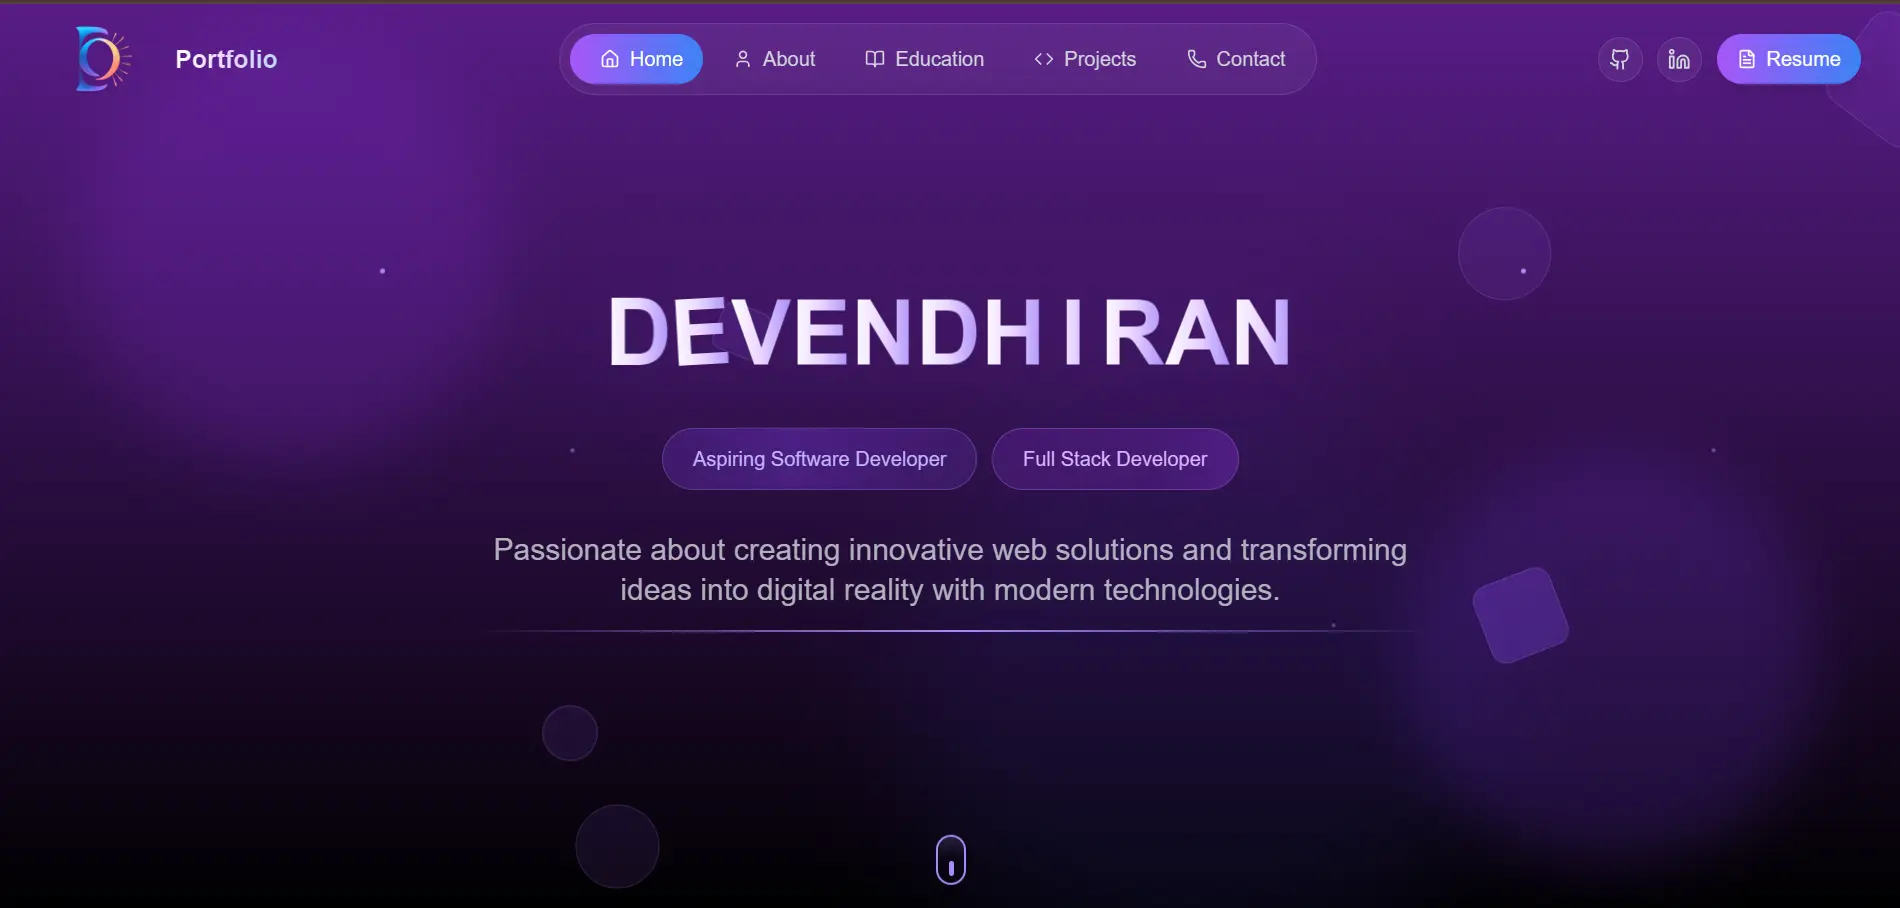 Portfolio
Home About Education Projects Contact
Resume
DEVENDHIRAN
Aspiring Software Developer Full Stack Developer
Passionate about creating innovative web solutions and transforming
ideas into digital reality with modern technologies.